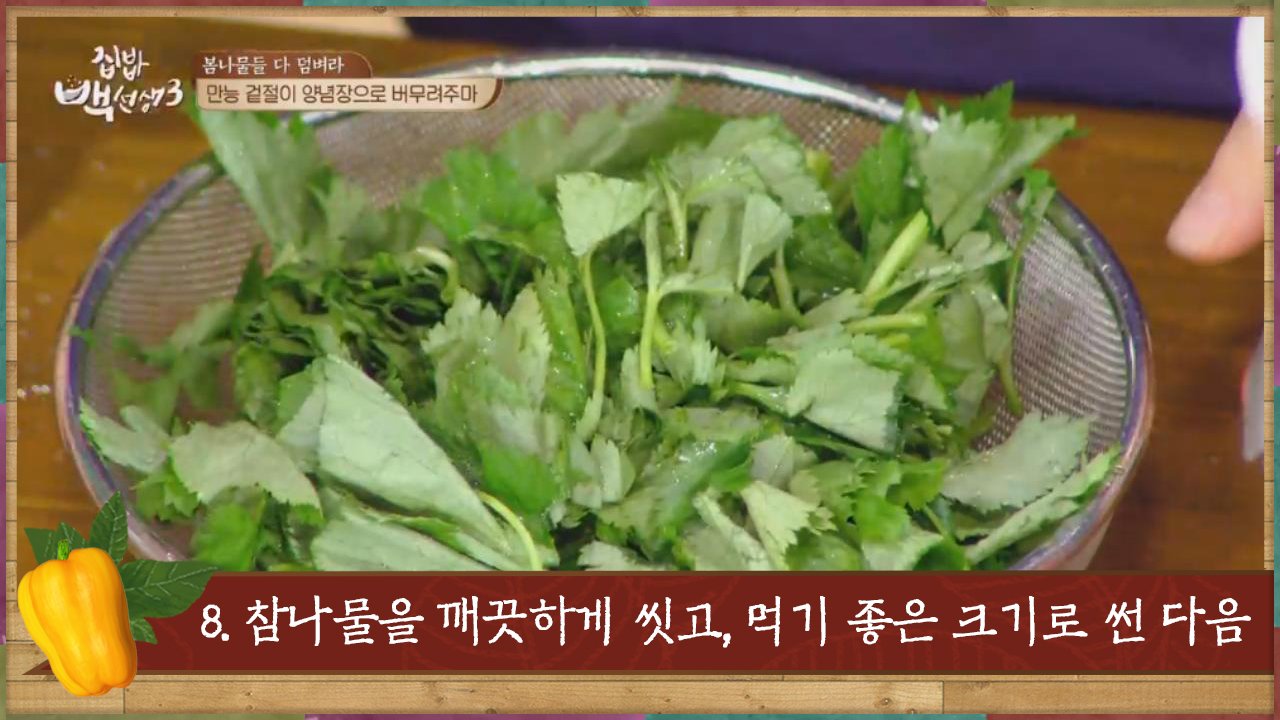 집밥
백선생3
봄나물들 다 덤벼라
만능 겉절이 양념장으로 버무려주마
8. 참나물을 깨끗하게 씻고, 먹기 좋은 크기로 썬 다음